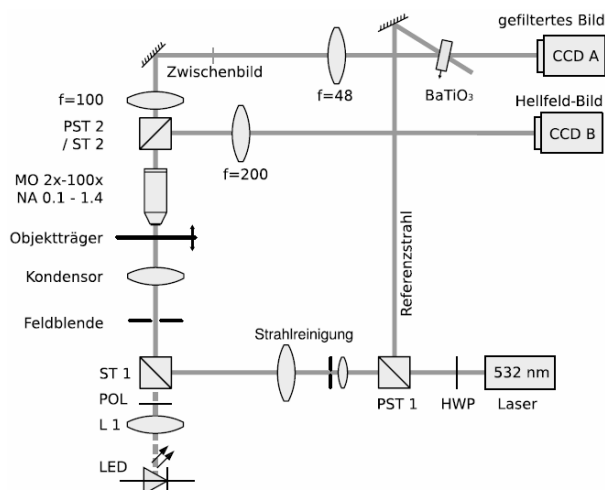 gefiltertes Bild
CCD A
Zwischenbild
BaTiO₃
f=100
f=48
Hellfeld-Bild
PST 2
/ ST 2
CCD B
f=200
MO 2x-100x
NA 0.1 - 1.4
Objektträger
Referenzstrahl
Kondensor
Feldblende
Strahlreinigung
ST 1
532 nm
POL
PST 1
HWP
Laser
L 1
LED